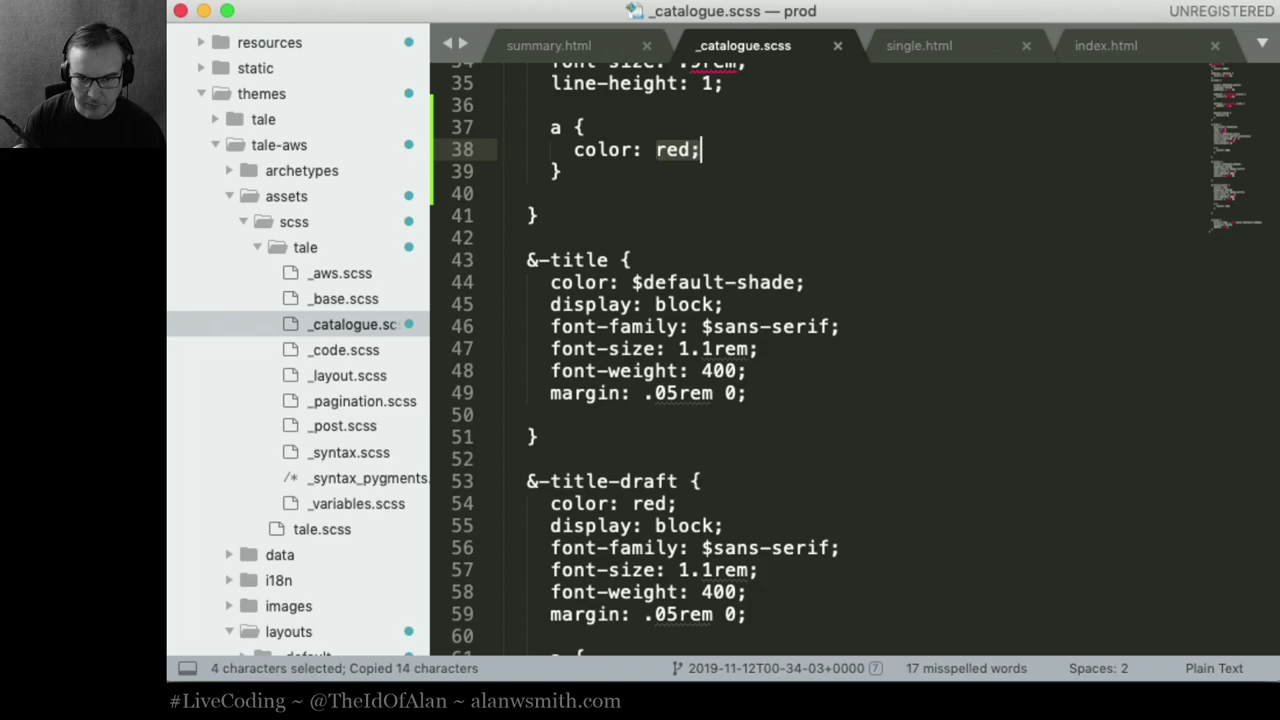 _catalogue.scss — prod
UNREGISTERED
resources
static
themes
tale
tale-aws
archetypes
assets
scss
tale
_aws.scss
_base.scss
_catalogue.sc
_code.scss
_layout.scss
_pagination.scss
_post.scss
_syntax.scss
/* _syntax_pygments.
_variables.scss
tale.scss
data
i18n
images
layouts
_default
summary.html
_catalogue.scss
single.html
index.html
34 font-size: .9rem;
35 line-height: 1;
36
37 a {
38 color: red;
39 }
40
41 }
42
43 &-title {
44 color: $default-shade;
45 display: block;
46 font-family: $sans-serif;
47 font-size: 1.1rem;
48 font-weight: 400;
49 margin: .05rem 0;
50
51 }
52
53 &-title-draft {
54 color: red;
55 display: block;
56 font-family: $sans-serif;
57 font-size: 1.1rem;
58 font-weight: 400;
59 margin: .05rem 0;
60
61 a {
4 characters selected; Copied 14 characters
2019-11-12T00-34-03+0000 7
17 misspelled words
Spaces: 2
Plain Text
#LiveCoding ~ @TheIdOfAlan ~ alanwsmith.com